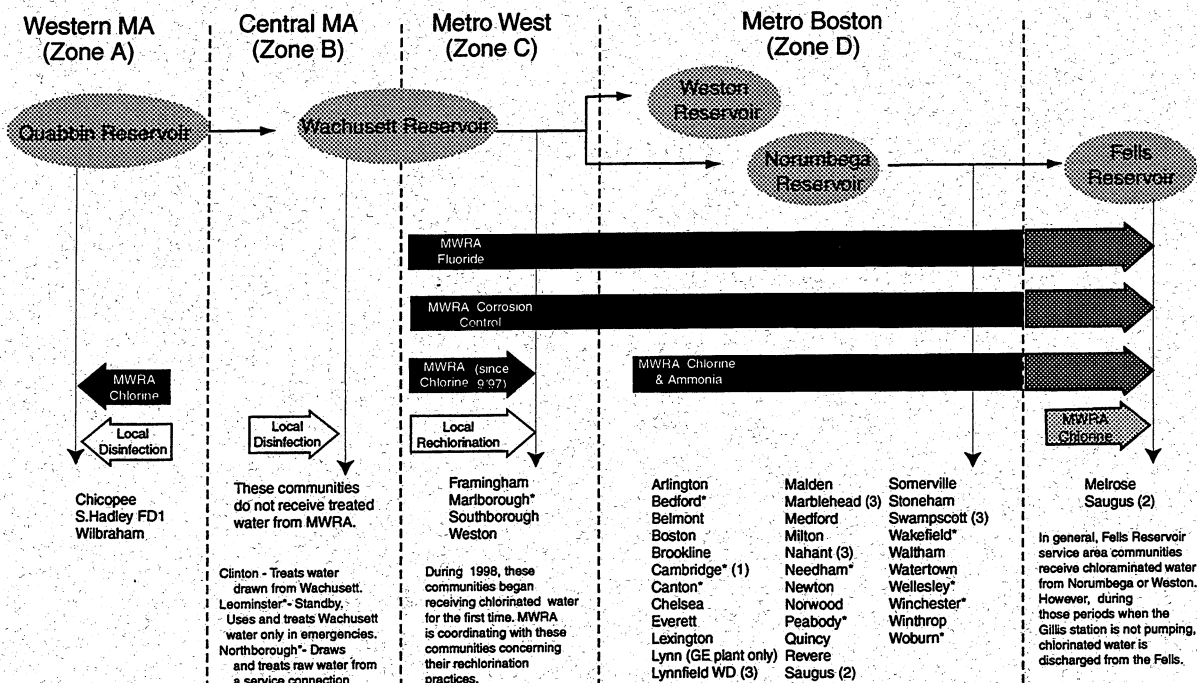 Western MA
(Zone A)
Central MA
(Zone B)
Metro West
(Zone C)
Metro Boston
(Zone D)
Quabbin Reservoir
Wachusett Reservoir
Weston
Reservoir
Norumbega
Reservoir
Fells
Reservoir
MWRA
Fluoride
MWRA Corrosion
Control
MWRA
Chlorine
MWRA (since
Chlorine 9'97)
MWRA Chlorine
& Ammonia
Local
Disinfection
Local
Disinfection
Local
Rechlorination
MWRA
Chlorine
Chicopee
S.Hadley FD1
Wilbraham
These communities
do not receive treated
water from MWRA.
Clinton - Treats water
drawn from Wachusett.
Leominster*- Standby,
Uses and treats Wachusett
water only in emergencies.
Northborough*- Draws
and treats raw water from
a service connection
Framingham
Marlborough*
Southborough
Weston
During 1998, these
communities began
receiving chlorinated water
for the first time. MWRA
is coordinating with these
communities concerning
their rechlorination
practices.
Arlington
Bedford*
Belmont
Boston
Brookline
Cambridge* (1)
Canton*
Chelsea
Everett
Lexington
Lynn (GE plant only)
Lynnfield WD (3)
Malden
Marblehead (3)
Medford
Milton
Nahant (3)
Needham*
Newton
Norwood
Peabody*
Quincy
Revere
Saugus (2)
Somerville
Stoneham
Swampscott (3)
Wakefield*
Waltham
Watertown
Wellesley*
Winchester*
Winthrop
Woburn*
Melrose
Saugus (2)
In general, Fells Reservoir
service area communities
receive chloraminated water
from Norumbega or Weston.
However, during
those periods when the
Gillis station is not pumping,
chlorinated water is
discharged from the Fells.